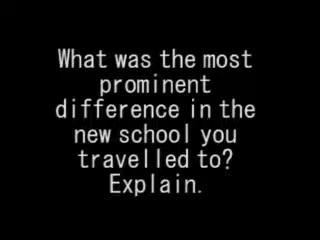 What was the most
prominent
difference in the
new school you
travelled to?
Explain.